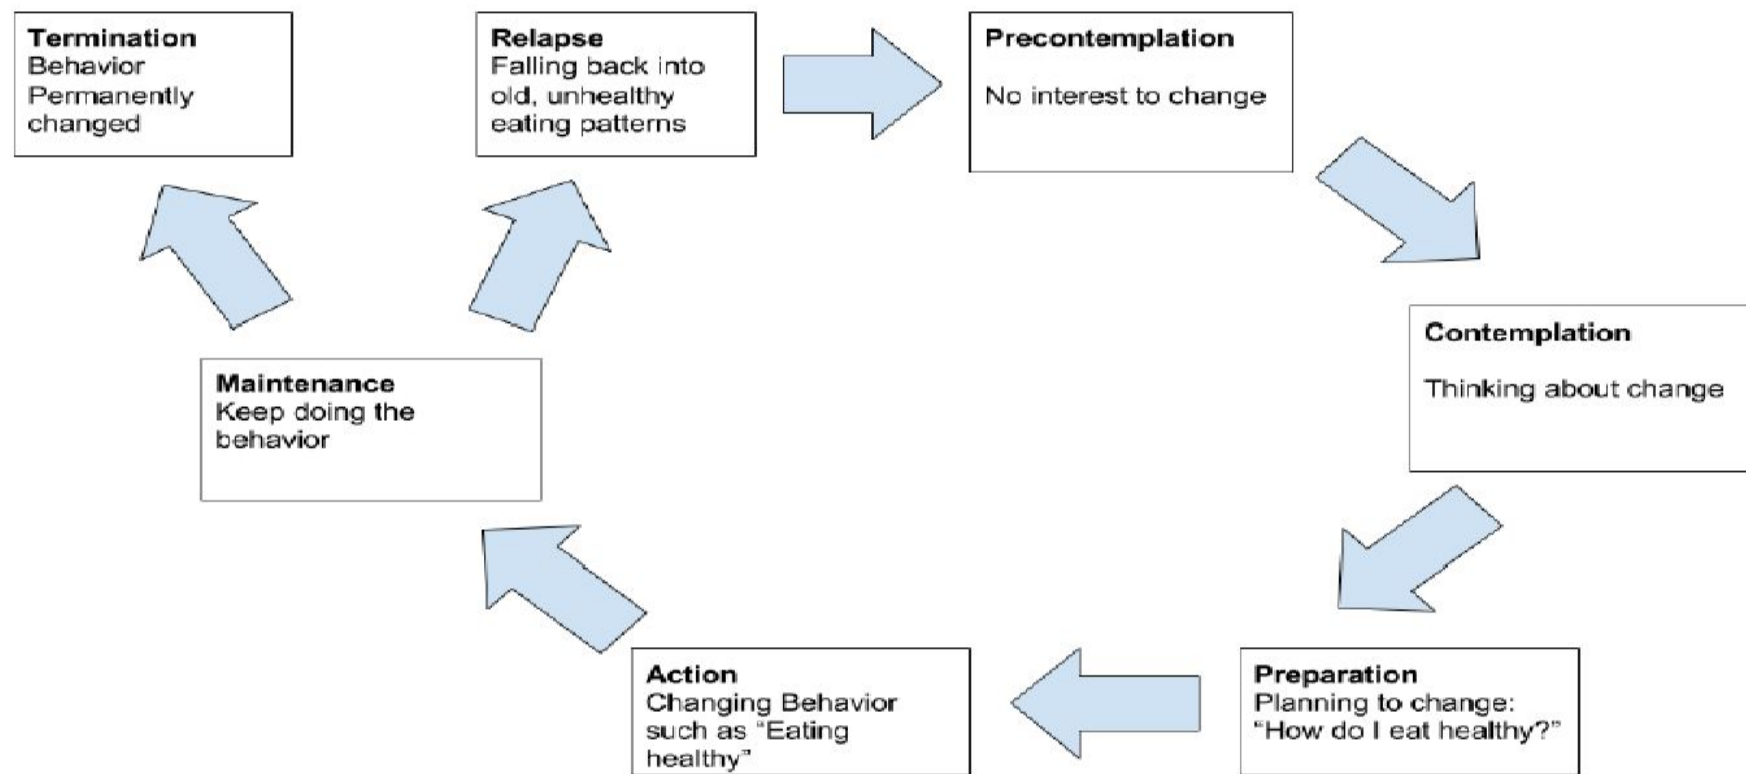 Termination
Behavior
Permanently
changed
Relapse
Falling back into
old, unhealthy
eating patterns
Precontemplation
No interest to change
Contemplation
Thinking about change
Maintenance
Keep doing the
behavior
Action
Changing Behavior
such as “Eating
healthy”
Preparation
Planning to change:
“How do I eat healthy?”